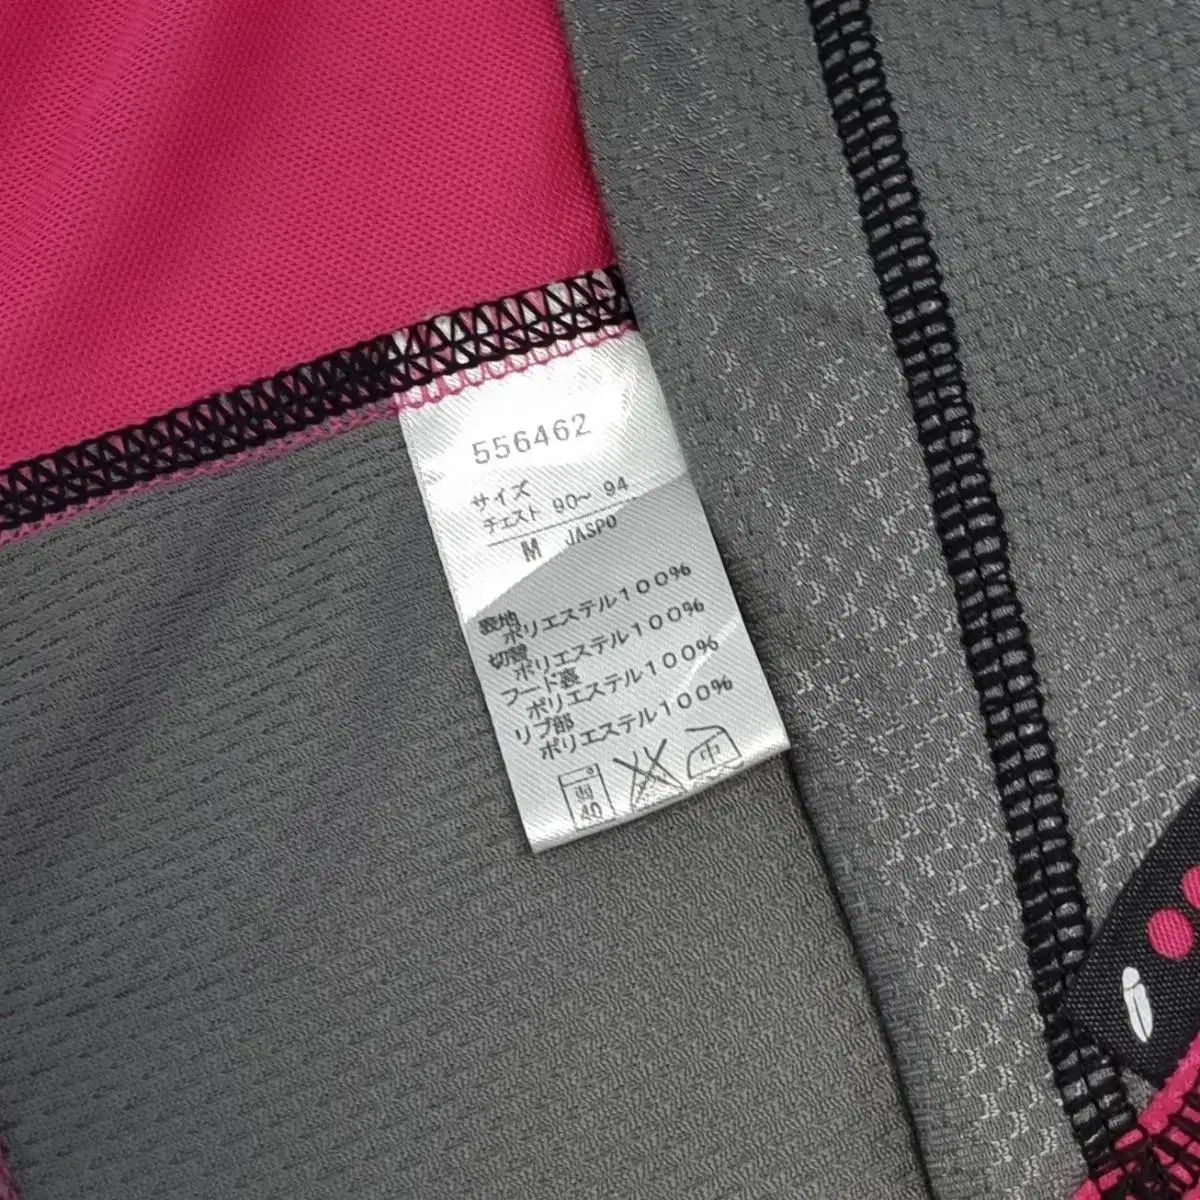 556462
サイズ
チェスト 90~ 94
M JASPO
表地
ポリエステル100%
切替
ポリエステル100%
フード裏
ポリエステル100%
リブ部
ポリエステル100%
40 中